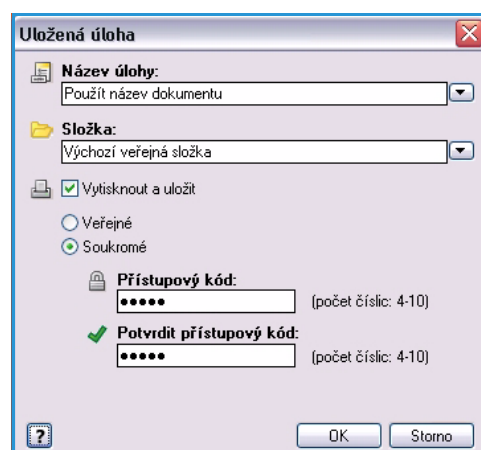 Uložená úloha
Název úlohy:
Použít název dokumentu
Složka:
Výchozí veřejná složka
Vytisknout a uložit
Veřejné
Soukromé
Přístupový kód:
●●●●● (počet číslic: 4-10)
Potvrdit přístupový kód:
●●●●● (počet číslic: 4-10)
? OK Storno